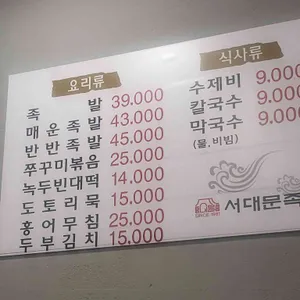 요리류
족 발 39.000
매 운 족 발 43.000
반 반 족 발 45.000
쭈꾸미볶음 25.000
녹두빈대떡 14.000
도 토 리 묵 15.000
홍 어 무 침 25.000
두 부 김 치 15.000
식사류
수제비 9.000
칼국수 9.000
막국수 9.000
(물, 비빔)
서대문족